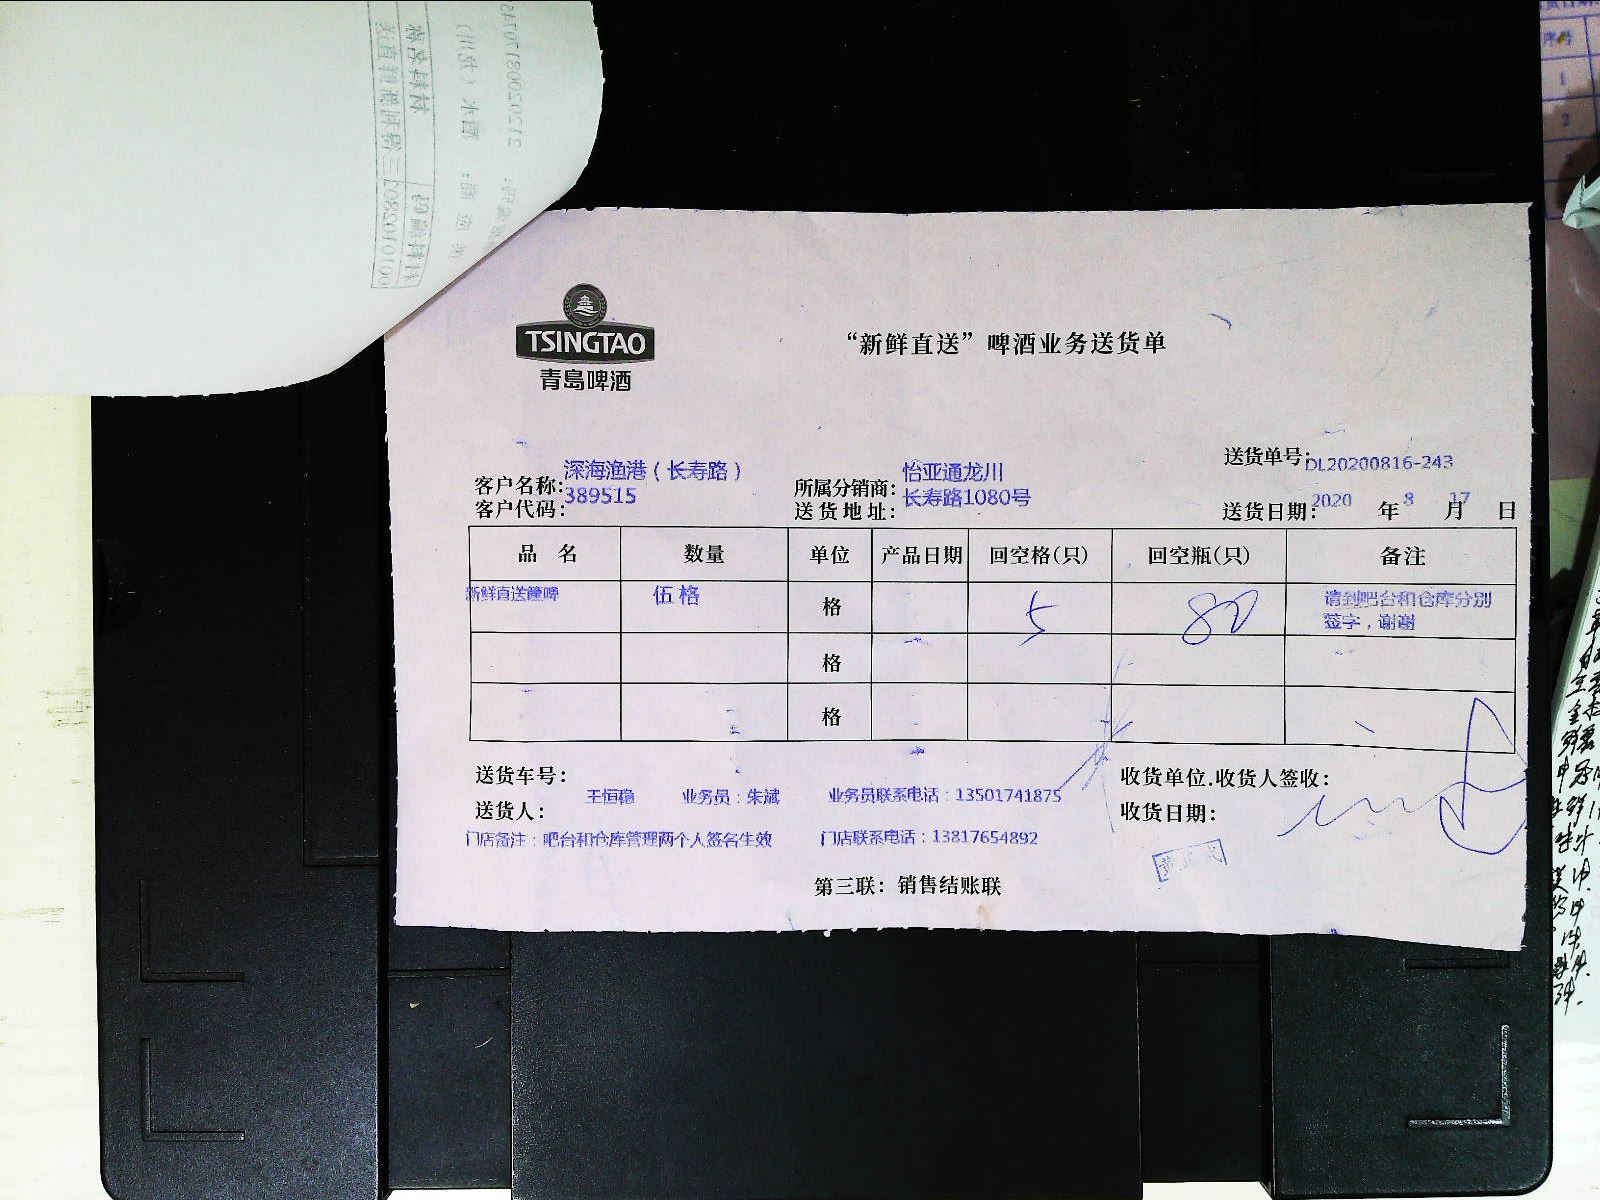 TSINGTAO
青島啤酒
“新鲜直送”啤酒业务送货单
送货单号: DL20200816-243
客户名称: 深海渔港（长寿路）
所属分销商: 怡亚通龙川
客户代码: 389515
送货地址: 长寿路1080号
送货日期: 2020 年 8 月 17 日
品 名 数量 单位 产品日期 回空格(只) 回空瓶(只) 备注
新鲜直送箽啤 伍格 格 5 80 请到吧台和仓库分别
签字，谢谢
格
格
送货车号:
收货单位.收货人签收:
送货人: 王恒稳 业务员：朱斌 业务员联系电话：13501741875
收货日期:
门店备注：吧台和仓库管理两个人签名生效 门店联系电话：13817654892
第三联: 销售结账联
序号
1
2
3